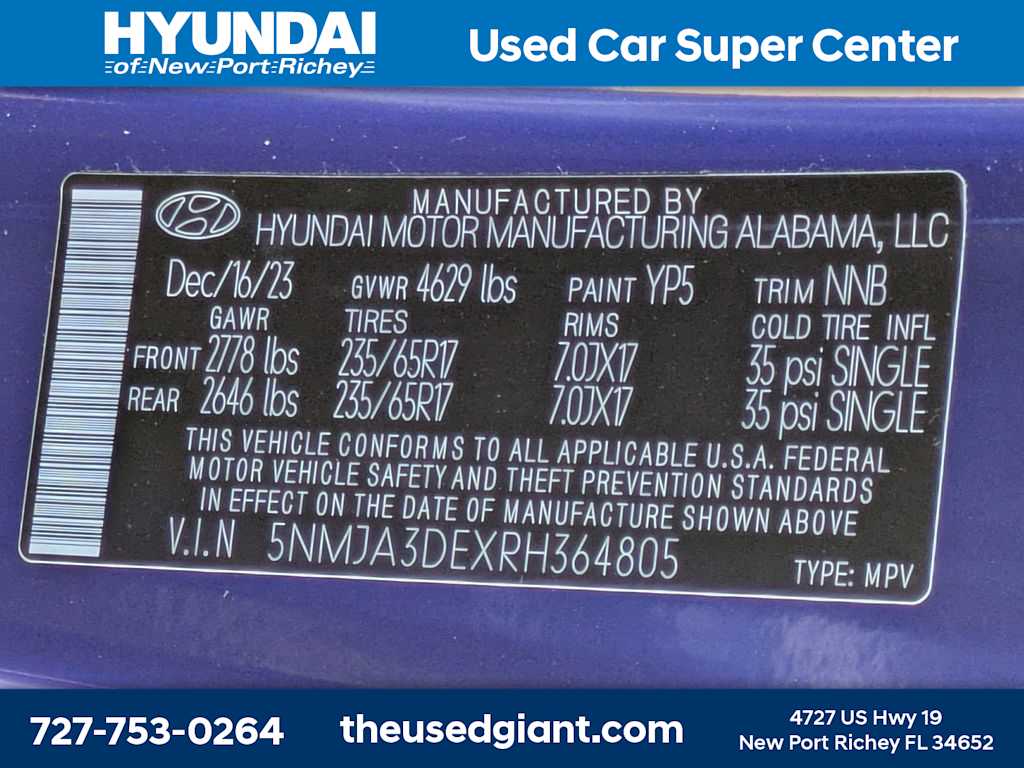 HYUNDAI
of New Port Richey
Used Car Super Center
MANUFACTURED BY
HYUNDAI MOTOR MANUFACTURING ALABAMA, LLC
Dec/16/23 GVWR 4629 lbs PAINT YP5 TRIM NNB
GAWR TIRES RIMS COLD TIRE INFL
FRONT 2778 lbs 235/65R17 7.0JX17 35 psi SINGLE
REAR 2646 lbs 235/65R17 7.0JX17 35 psi SINGLE
THIS VEHICLE CONFORMS TO ALL APPLICABLE U.S.A. FEDERAL
MOTOR VEHICLE SAFETY AND THEFT PREVENTION STANDARDS
IN EFFECT ON THE DATE OF MANUFACTURE SHOWN ABOVE
V.I.N 5NMJA3DEXRH364805
TYPE: MPV
727-753-0264
theusedgiant.com
4727 US Hwy 19
New Port Richey FL 34652